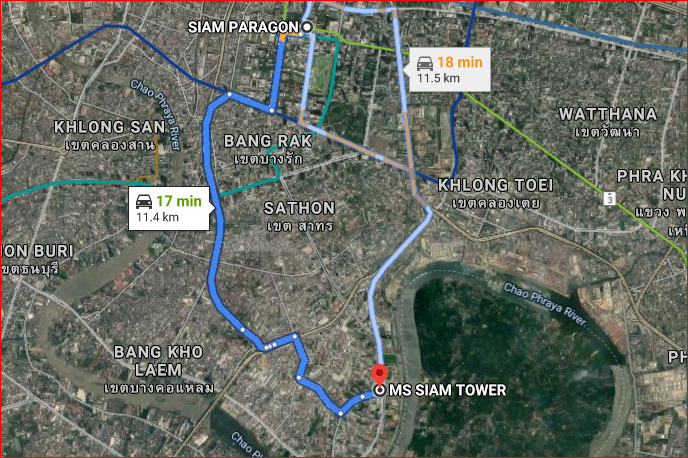 SIAM PARAGON
18 min
11.5 km
Chao Phraya River
KHLONG SAN
เขตคลองสาน
BANG RAK
เขตบางรัก
WATTHANA
เขตวัฒนา
KHLONG TOEI
เขตคลองเตย
PHRA KH
NU
แขวง พ
เหนื
3
17 min
11.4 km
SATHON
เขต สาทร
ON BURI
ขตธนบุรี
Chao Phraya River
BANG KHO
LAEM
เขตบางคอแหลม
MS SIAM TOWER
PH
Chao Ph